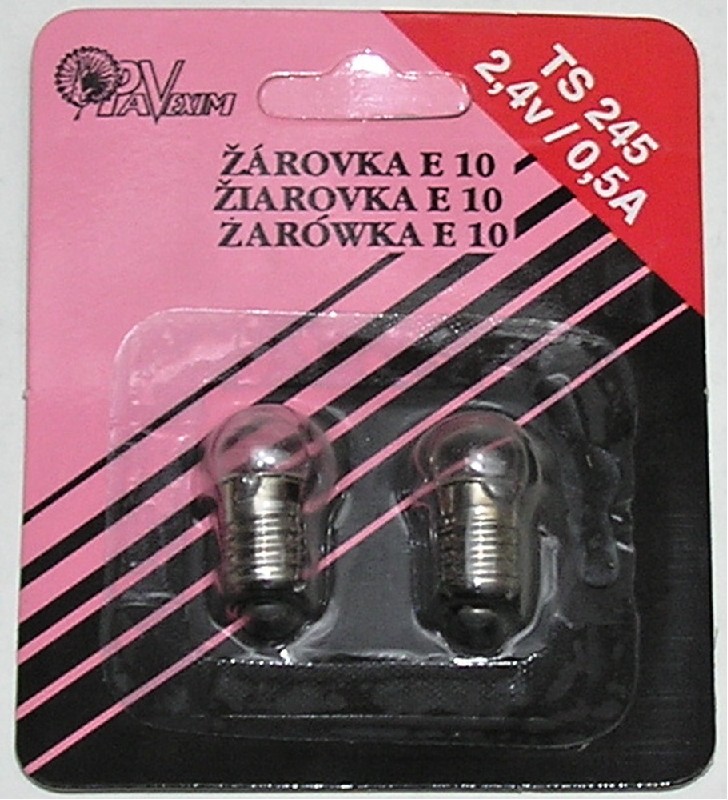 PAVEXIM
TS 245
2,4v / 0,5A
ŽÁROVKA E 10
ŽIAROVKA E 10
ŻARÓWKA E 10